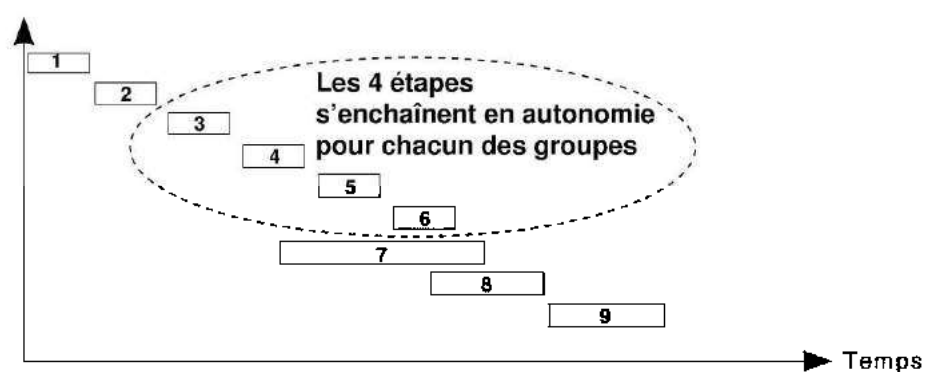 1
2
Les 4 étapes
s'enchaînent en autonomie
pour chacun des groupes
3
4
5
6
7
8
9
Temps